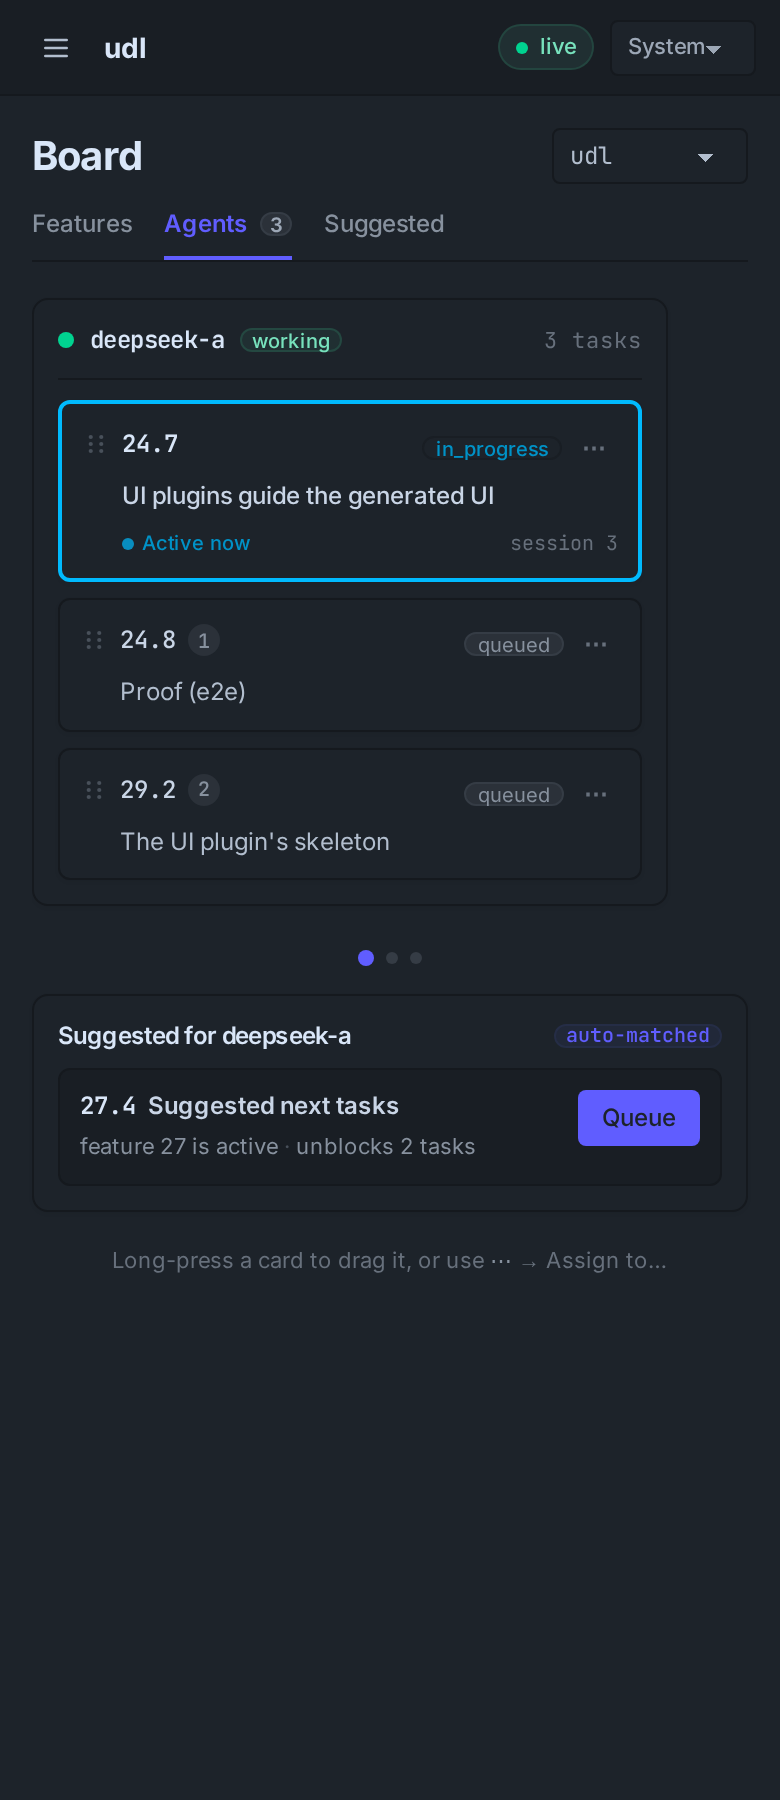 udl
live
System
Board
udl
Features
Agents 3
Suggested
deepseek-a working 3 tasks
24.7 in_progress ···
UI plugins guide the generated UI
Active now session 3
24.8 1 queued ···
Proof (e2e)
29.2 2 queued ···
The UI plugin's skeleton
Suggested for deepseek-a auto-matched
27.4 Suggested next tasks
Queue
feature 27 is active · unblocks 2 tasks
Long-press a card to drag it, or use ··· → Assign to…